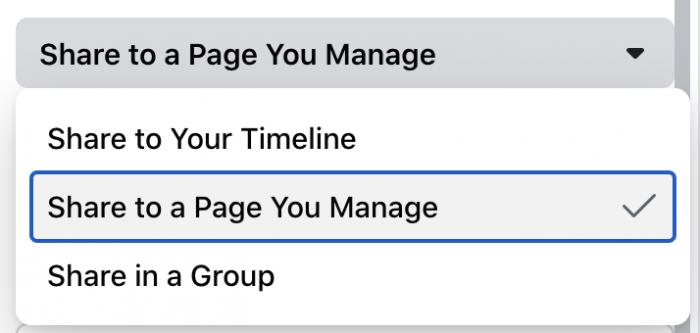 Share to a Page You Manage
Share to Your Timeline
Share to a Page You Manage
Share in a Group